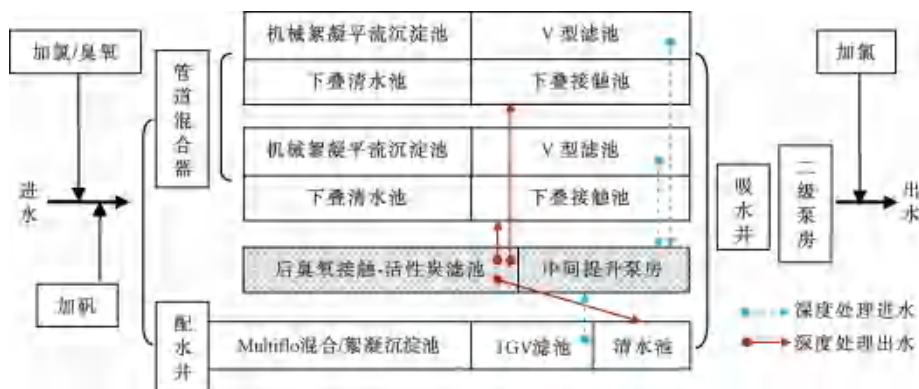 加氯/臭氧
进水
加矾
管道混合器
配水井
机械絮凝平流沉淀池 V型滤池
下叠清水池 下叠接触池
机械絮凝平流沉淀池 V型滤池
下叠清水池 下叠接触池
后臭氧接触-活性炭滤池 中间提升泵房
Multiflo混合/絮凝沉淀池 TGV滤池 清水池
吸水井
二级泵房
加氯
出水
深度处理进水
深度处理出水